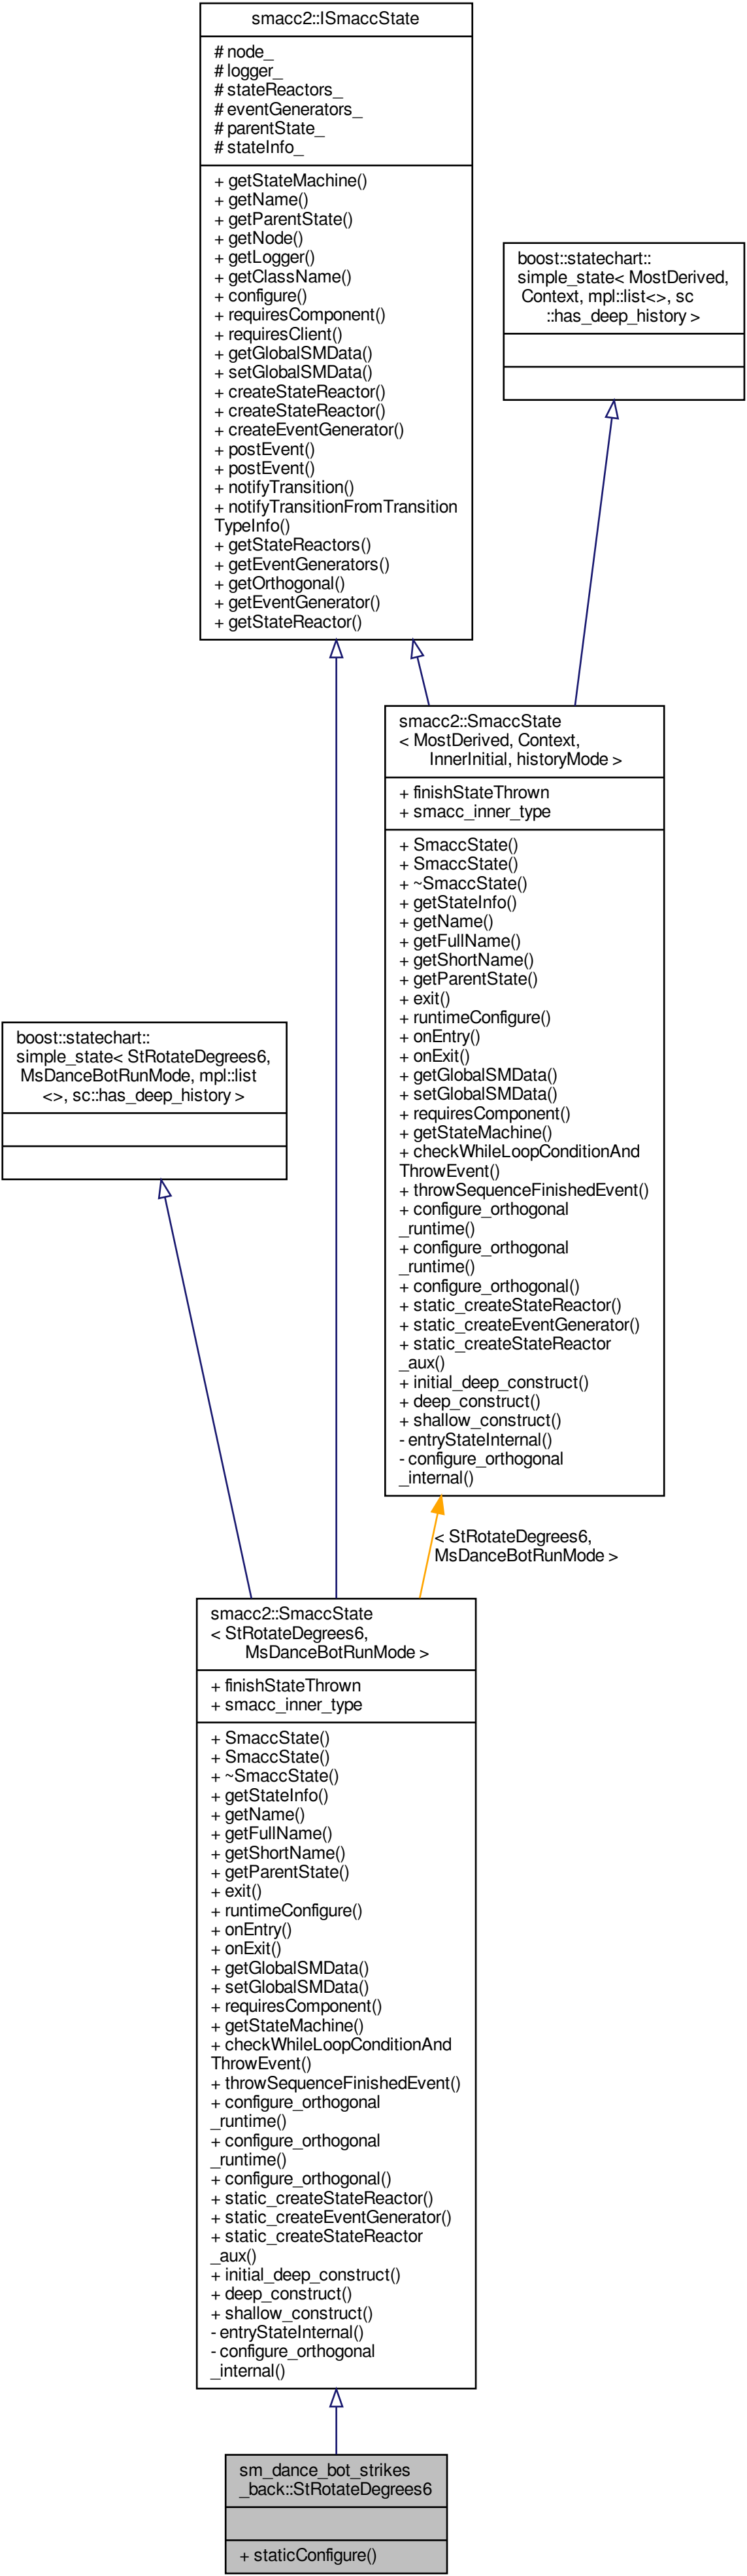 smacc2::ISmaccState
# node_
# logger_
# stateReactors_
# eventGenerators_
# parentState_
# stateInfo_
+ getStateMachine()
+ getName()
+ getParentState()
+ getNode()
+ getLogger()
+ getClassName()
+ configure()
+ requiresComponent()
+ requiresClient()
+ getGlobalSMData()
+ setGlobalSMData()
+ createStateReactor()
+ createStateReactor()
+ createEventGenerator()
+ postEvent()
+ postEvent()
+ notifyTransition()
+ notifyTransitionFromTransition
TypeInfo()
+ getStateReactors()
+ getEventGenerators()
+ getOrthogonal()
+ getEventGenerator()
+ getStateReactor()
boost::statechart::
simple_state< MostDerived,
Context, mpl::list<>, sc
::has_deep_history >
smacc2::SmaccState
< MostDerived, Context,
InnerInitial, historyMode >
+ finishStateThrown
+ smacc_inner_type
+ SmaccState()
+ SmaccState()
+ ~SmaccState()
+ getStateInfo()
+ getName()
+ getFullName()
+ getShortName()
+ getParentState()
+ exit()
+ runtimeConfigure()
+ onEntry()
+ onExit()
+ getGlobalSMData()
+ setGlobalSMData()
+ requiresComponent()
+ getStateMachine()
+ checkWhileLoopConditionAnd
ThrowEvent()
+ throwSequenceFinishedEvent()
+ configure_orthogonal
_runtime()
+ configure_orthogonal
_runtime()
+ configure_orthogonal()
+ static_createStateReactor()
+ static_createEventGenerator()
+ static_createStateReactor
_aux()
+ initial_deep_construct()
+ deep_construct()
+ shallow_construct()
- entryStateInternal()
- configure_orthogonal
_internal()
boost::statechart::
simple_state< StRotateDegrees6,
MsDanceBotRunMode, mpl::list
<>, sc::has_deep_history >
< StRotateDegrees6,
MsDanceBotRunMode >
smacc2::SmaccState
< StRotateDegrees6,
MsDanceBotRunMode >
+ finishStateThrown
+ smacc_inner_type
+ SmaccState()
+ SmaccState()
+ ~SmaccState()
+ getStateInfo()
+ getName()
+ getFullName()
+ getShortName()
+ getParentState()
+ exit()
+ runtimeConfigure()
+ onEntry()
+ onExit()
+ getGlobalSMData()
+ setGlobalSMData()
+ requiresComponent()
+ getStateMachine()
+ checkWhileLoopConditionAnd
ThrowEvent()
+ throwSequenceFinishedEvent()
+ configure_orthogonal
_runtime()
+ configure_orthogonal
_runtime()
+ configure_orthogonal()
+ static_createStateReactor()
+ static_createEventGenerator()
+ static_createStateReactor
_aux()
+ initial_deep_construct()
+ deep_construct()
+ shallow_construct()
- entryStateInternal()
- configure_orthogonal
_internal()
sm_dance_bot_strikes
_back::StRotateDegrees6
+ staticConfigure()